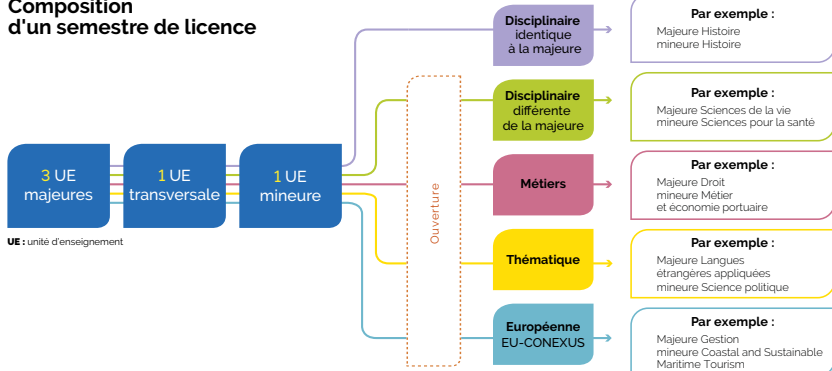 Composition
d'un semestre de licence
3 UE
majeures
1 UE
transversale
1 UE
mineure
UE : unité d'enseignement
Ouverture
Disciplinaire
identique
à la majeure
Par exemple :
Majeure Histoire
mineure Histoire
Disciplinaire
différente
de la majeure
Par exemple :
Majeure Sciences de la vie
mineure Sciences pour la santé
Métiers
Par exemple :
Majeure Droit
mineure Métier
et économie portuaire
Thématique
Par exemple :
Majeure Langues
étrangères appliquées
mineure Science politique
Européenne
EU-CONEXUS
Par exemple :
Majeure Gestion
mineure Coastal and Sustainable
Maritime Tourism